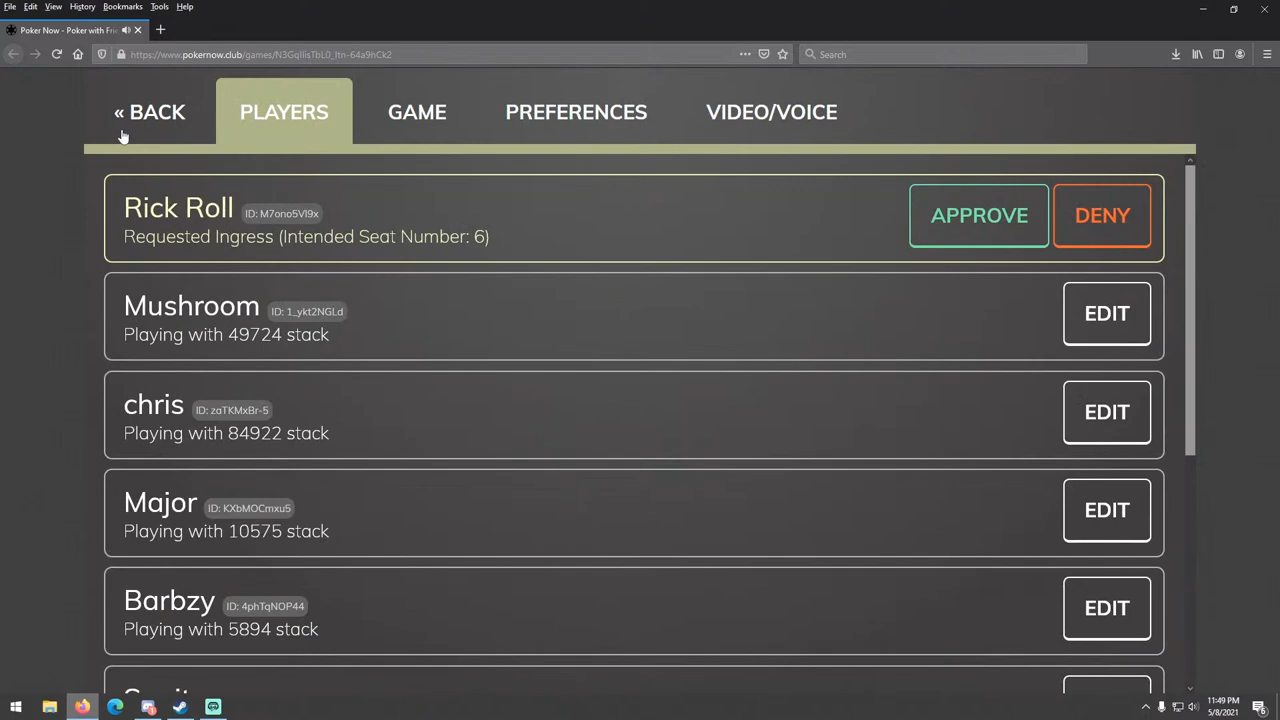 File Edit View History Bookmarks Tools Help
Poker Now - Poker with Frie
https://www.pokernow.club/games/N3GqIlisTbL0_Itn-64a9hCk2
Search
« BACK PLAYERS GAME PREFERENCES VIDEO/VOICE
Rick Roll ID: M7ono5Vl9x
Requested Ingress (Intended Seat Number: 6)
APPROVE DENY
Mushroom ID: 1_ykt2NGLd
Playing with 49724 stack
EDIT
chris ID: zaTKMxBr-5
Playing with 84922 stack
EDIT
Major ID: KXbMOCmxu5
Playing with 10575 stack
EDIT
Barbzy ID: 4phTqNOP44
Playing with 5894 stack
EDIT
11:49 PM
5/8/2021
6